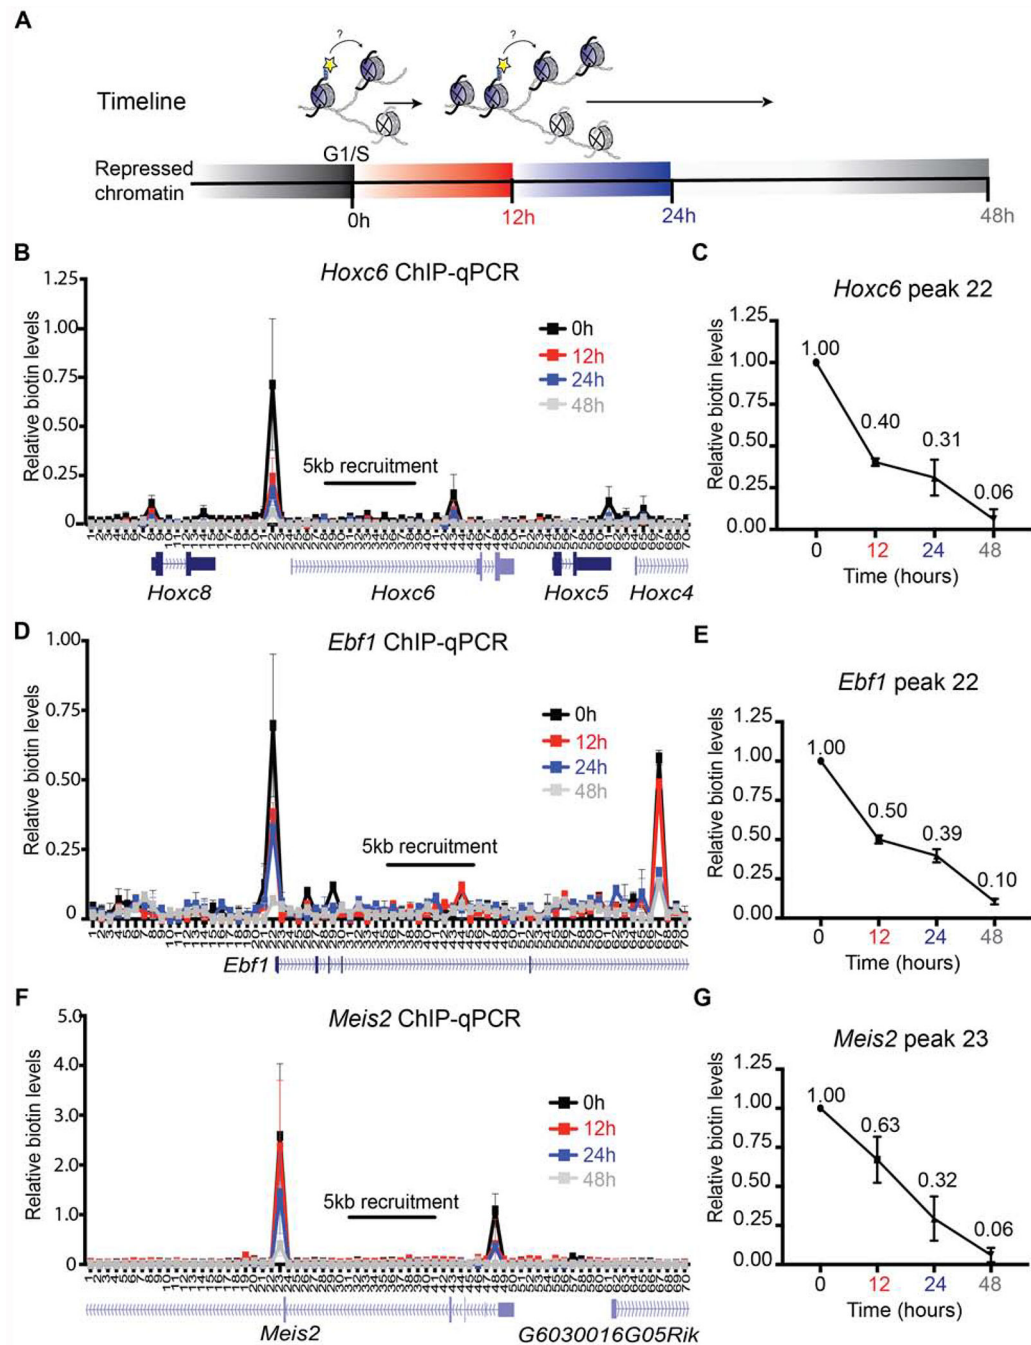 A
?
?
Timeline
G1/S
Repressed
chromatin
0h
12h
24h
48h
B
Hoxc6 ChIP-qPCR
Relative biotin levels
1.25
1.00
0.75
0.50
0.25
0
0h
12h
24h
48h
5kb recruitment
Hoxc8
Hoxc6
Hoxc5
Hoxc4
C
Hoxc6 peak 22
Relative biotin levels
1.25
1.00
0.75
0.50
0.25
0.00
1.00
0.40
0.31
0.06
0 12 24 48
Time (hours)
D
Ebf1 ChIP-qPCR
Relative biotin levels
1.00
0.75
0.50
0.25
0
0h
12h
24h
48h
5kb recruitment
Ebf1
E
Ebf1 peak 22
Relative biotin levels
1.25
1.00
0.75
0.50
0.25
0.00
1.00
0.50
0.39
0.10
0 12 24 48
Time (hours)
F
Meis2 ChIP-qPCR
Relative biotin levels
5.0
4.0
3.0
2.0
1.0
0
0h
12h
24h
48h
5kb recruitment
Meis2
G6030016G05Rik
G
Meis2 peak 23
Relative biotin levels
1.25
1.00
0.75
0.50
0.25
0.00
1.00
0.63
0.32
0.06
0 12 24 48
Time (hours)